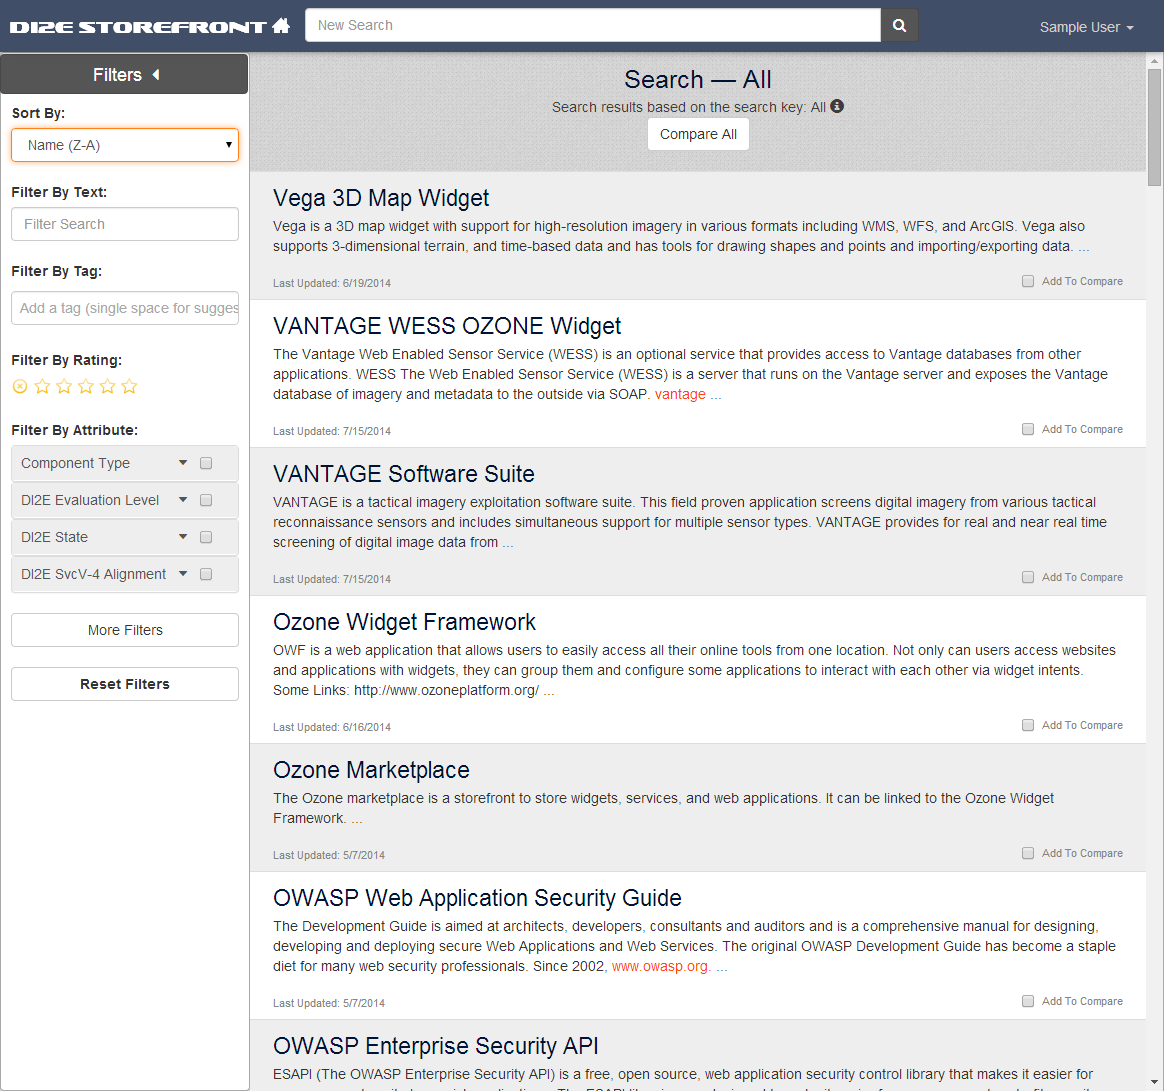 DI2E STOREFRONT
New Search
Sample User
Filters
Sort By:
Name (Z-A)
Filter By Text:
Filter Search
Filter By Tag:
Add a tag (single space for sugges
Filter By Rating:
Filter By Attribute:
Component Type
DI2E Evaluation Level
DI2E State
DI2E SvcV-4 Alignment
More Filters
Reset Filters
Search — All
Search results based on the search key: All
Compare All
Vega 3D Map Widget
Vega is a 3D map widget with support for high-resolution imagery in various formats including WMS, WFS, and ArcGIS. Vega also
supports 3-dimensional terrain, and time-based data and has tools for drawing shapes and points and importing/exporting data. ...
Last Updated: 6/19/2014
Add To Compare
VANTAGE WESS OZONE Widget
The Vantage Web Enabled Sensor Service (WESS) is an optional service that provides access to Vantage databases from other
applications. WESS The Web Enabled Sensor Service (WESS) is a server that runs on the Vantage server and exposes the Vantage
database of imagery and metadata to the outside via SOAP. vantage ...
Last Updated: 7/15/2014
Add To Compare
VANTAGE Software Suite
VANTAGE is a tactical imagery exploitation software suite. This field proven application screens digital imagery from various tactical
reconnaissance sensors and includes simultaneous support for multiple sensor types. VANTAGE provides for real and near real time
screening of digital image data from ...
Last Updated: 7/15/2014
Add To Compare
Ozone Widget Framework
OWF is a web application that allows users to easily access all their online tools from one location. Not only can users access websites
and applications with widgets, they can group them and configure some applications to interact with each other via widget intents.
Some Links: http://www.ozoneplatform.org/ ...
Last Updated: 6/16/2014
Add To Compare
Ozone Marketplace
The Ozone marketplace is a storefront to store widgets, services, and web applications. It can be linked to the Ozone Widget
Framework. ...
Last Updated: 5/7/2014
Add To Compare
OWASP Web Application Security Guide
The Development Guide is aimed at architects, developers, consultants and auditors and is a comprehensive manual for designing,
developing and deploying secure Web Applications and Web Services. The original OWASP Development Guide has become a staple
diet for many web security professionals. Since 2002, www.owasp.org. ...
Last Updated: 5/7/2014
Add To Compare
OWASP Enterprise Security API
ESAPI (The OWASP Enterprise Security API) is a free, open source, web application security control library that makes it easier for